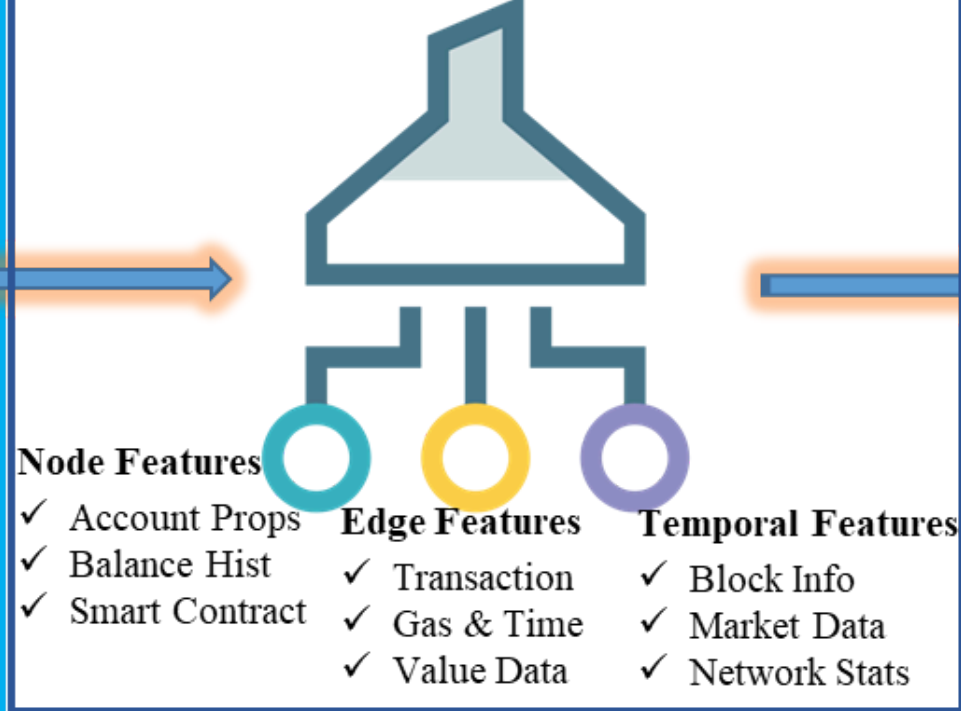 Node Features
Account Props
Balance Hist
Smart Contract
Edge Features
Transaction
Gas & Time
Value Data
Temporal Features
Block Info
Market Data
Network Stats